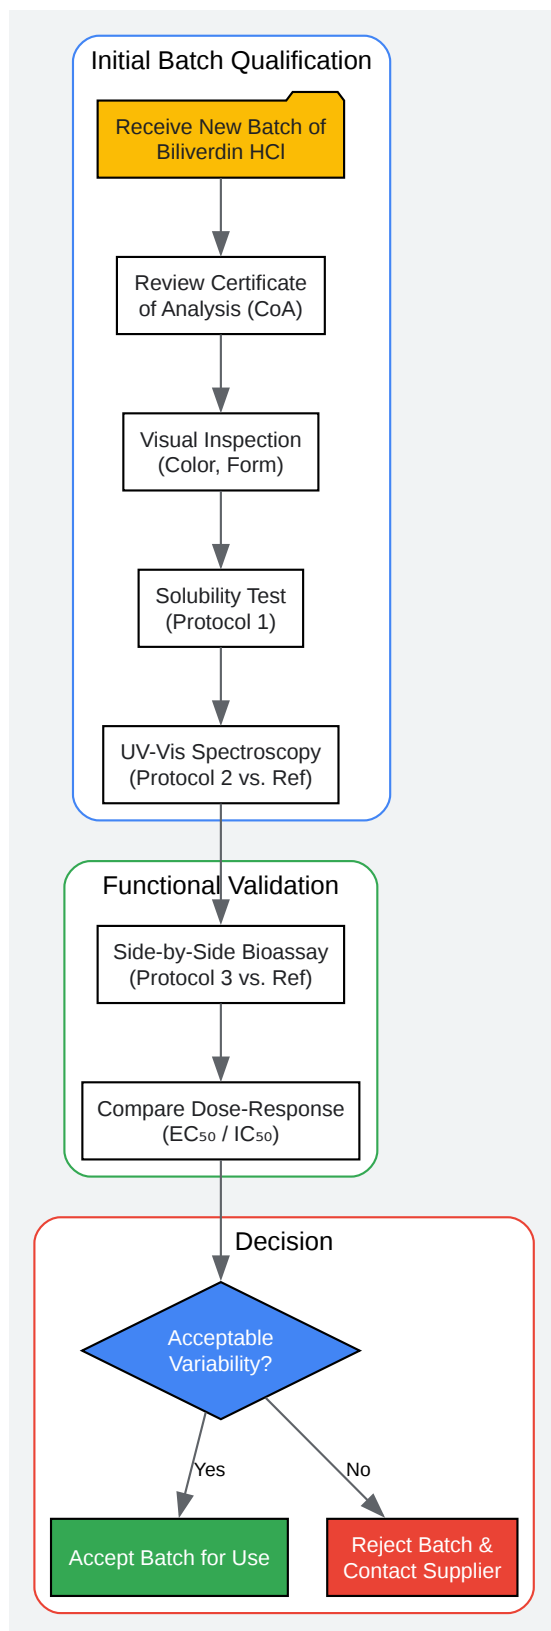 Initial Batch Qualification
Receive New Batch of
Biliverdin HCl
Review Certificate
of Analysis (CoA)
Visual Inspection
(Color, Form)
Solubility Test
(Protocol 1)
UV-Vis Spectroscopy
(Protocol 2 vs. Ref)
Functional Validation
Side-by-Side Bioassay
(Protocol 3 vs. Ref)
Compare Dose-Response
(EC₅₀ / IC₅₀)
Decision
Acceptable
Variability?
Yes
No
Accept Batch for Use
Reject Batch &
Contact Supplier